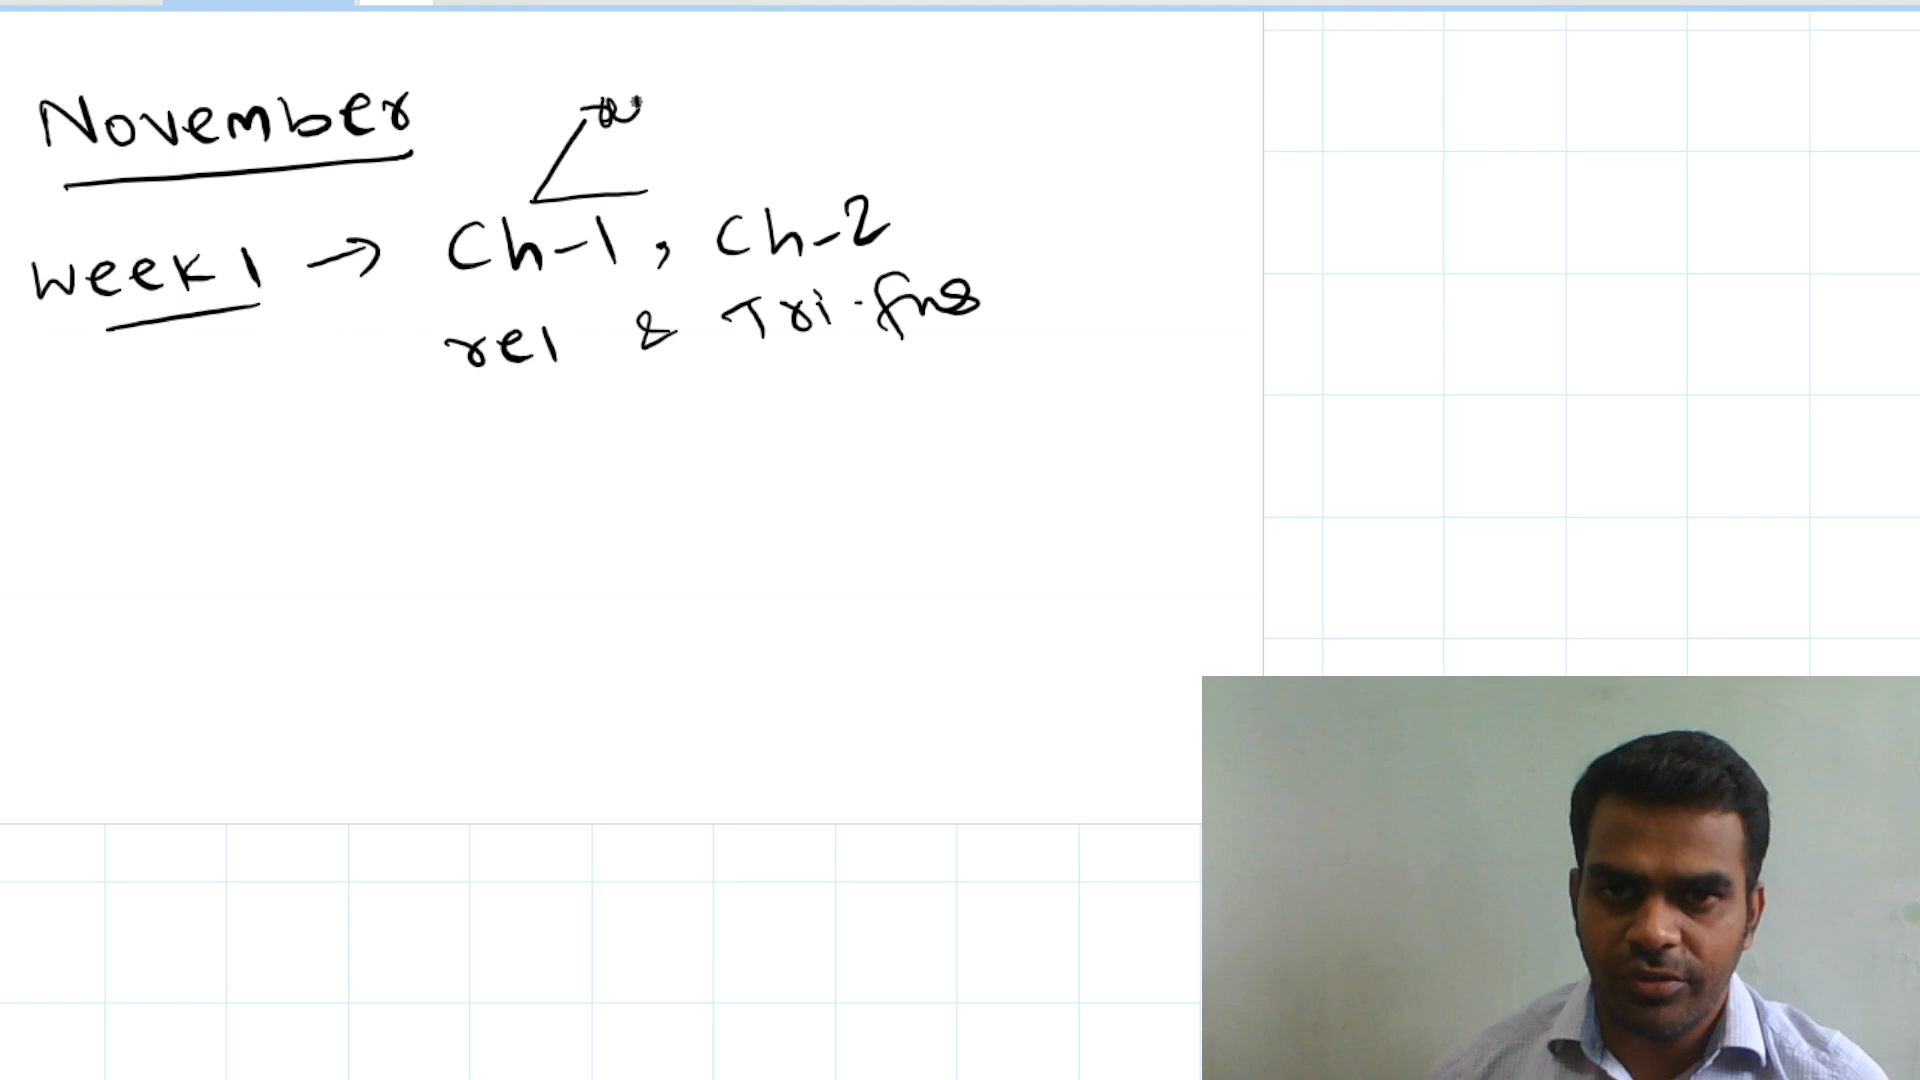 November
Week 1 → Ch-1, Ch-2
rel & Tri. fns